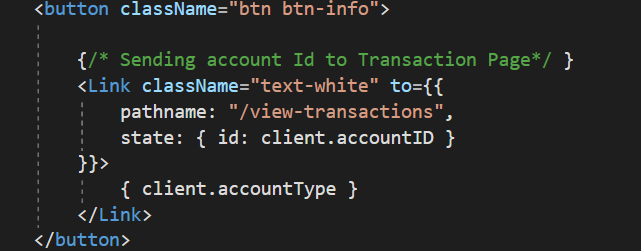 <button className="btn btn-info">
{/* Sending account Id to Transaction Page*/ }
<Link className="text-white" to={{
pathname: "/view-transactions",
state: { id: client.accountID }
}}>
{ client.accountType }
</Link>
</button>